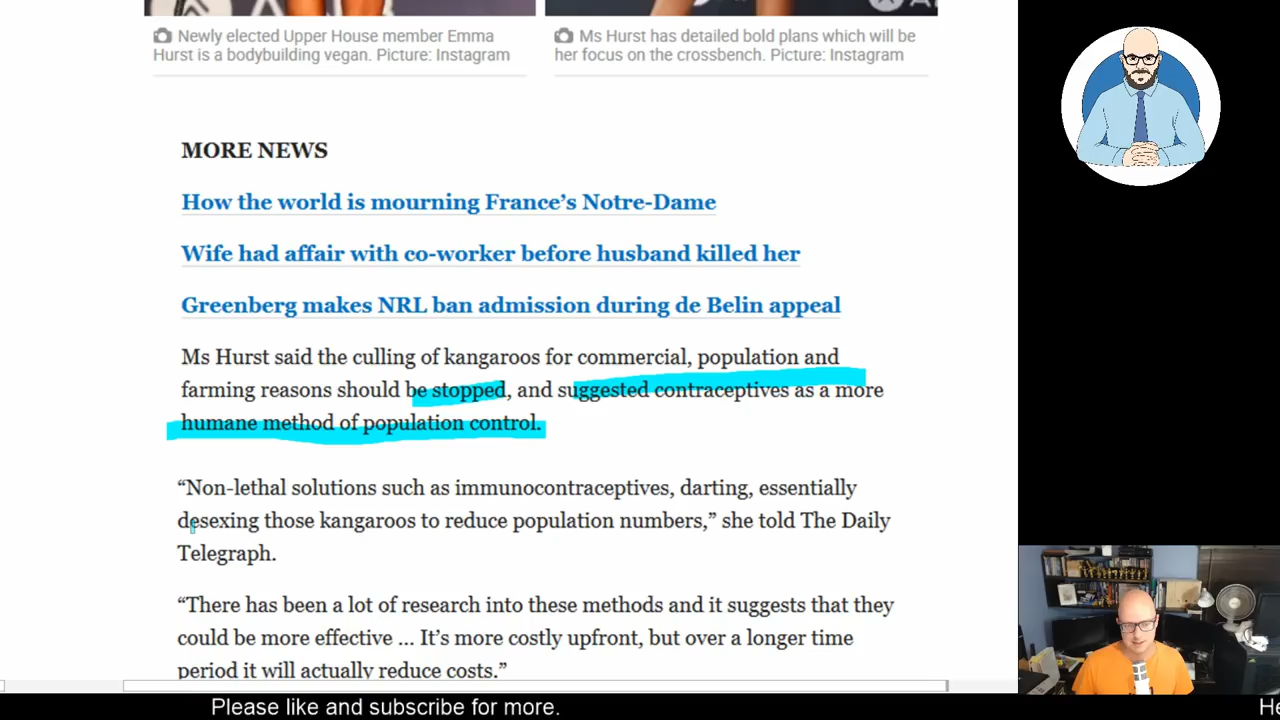 Newly elected Upper House member Emma
Hurst is a bodybuilding vegan. Picture: Instagram
Ms Hurst has detailed bold plans which will be
her focus on the crossbench. Picture: Instagram
MORE NEWS
How the world is mourning France’s Notre-Dame
Wife had affair with co-worker before husband killed her
Greenberg makes NRL ban admission during de Belin appeal
Ms Hurst said the culling of kangaroos for commercial, population and
farming reasons should be stopped, and suggested contraceptives as a more
humane method of population control.
“Non-lethal solutions such as immunocontraceptives, darting, essentially
desexing those kangaroos to reduce population numbers,” she told The Daily
Telegraph.
“There has been a lot of research into these methods and it suggests that they
could be more effective ... It’s more costly upfront, but over a longer time
period it will actually reduce costs.”
Please like and subscribe for more.
He